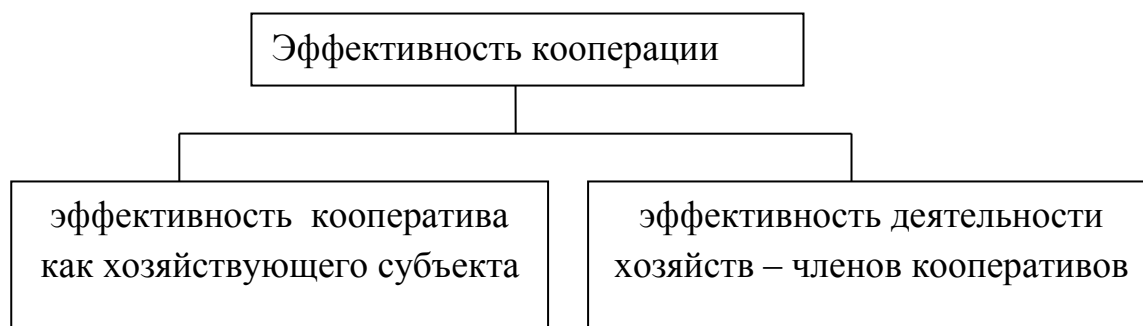 Эффективность кооперации
эффективность кооператива
как хозяйствующего субъекта
эффективность деятельности
хозяйств – членов кооперативов